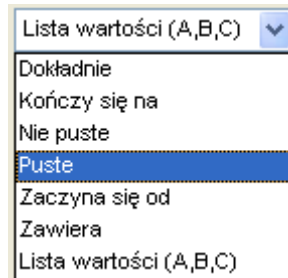 Lista wartości (A,B,C)
Dokładnie
Kończy się na
Nie puste
Puste
Zaczyna się od
Zawiera
Lista wartości (A,B,C)